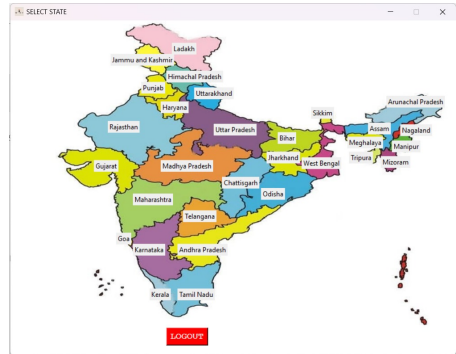 SELECT STATE
Ladakh
Jammu and Kashmir
Himachal Pradesh
Punjab
Uttarakhand
Haryana
Arunachal Pradesh
Sikkim
Rajasthan
Uttar Pradesh
Assam
Nagaland
Bihar
Meghalaya
Manipur
Jharkhand
Tripura
Mizoram
West Bengal
Gujarat
Madhya Pradesh
Chattisgarh
Odisha
Maharashtra
Telangana
Goa
Karnataka
Andhra Pradesh
Kerala
Tamil Nadu
LOGOUT